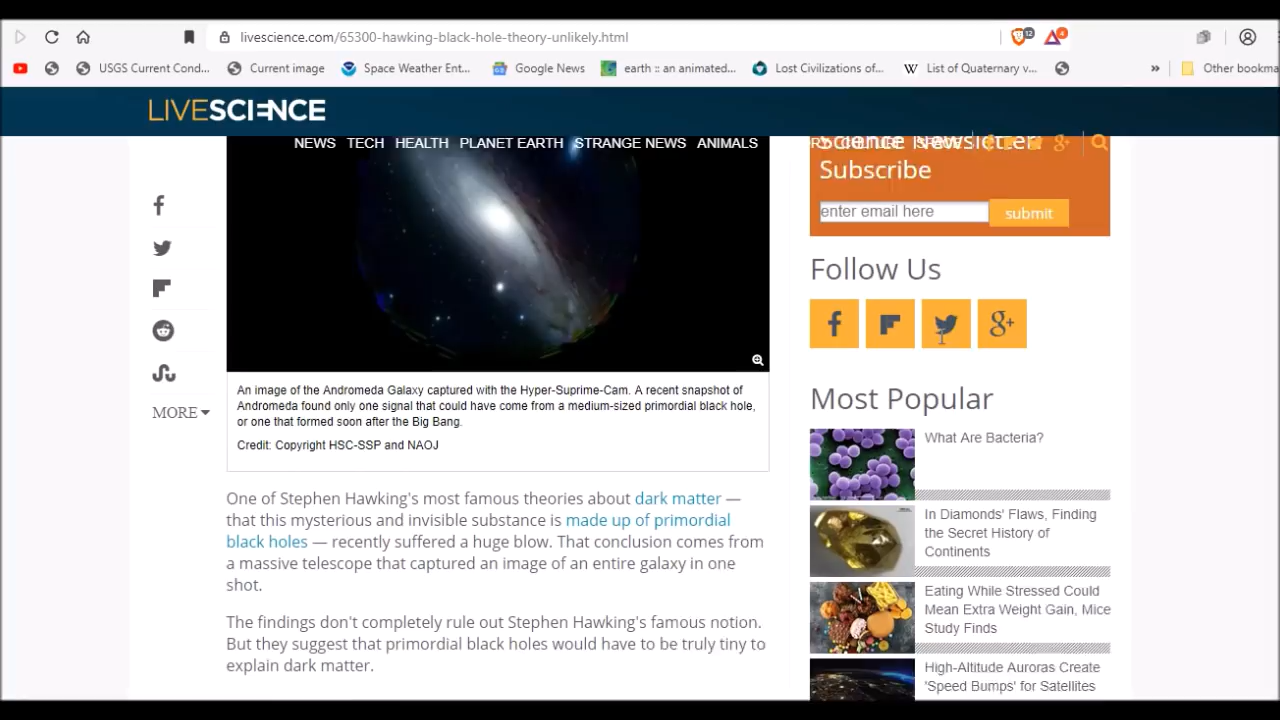 livescience.com/65300-hawking-black-hole-theory-unlikely.html
12
4
USGS Current Cond...
Current image
Space Weather Ent...
Google News
earth :: an animated...
Lost Civilizations of...
List of Quaternary v...
»
Other bookma
LIVESCIENCE
NEWS TECH HEALTH PLANET EARTH STRANGE NEWS ANIMALS
Science Newsletter
Subscribe
enter email here
submit
MORE
An image of the Andromeda Galaxy captured with the Hyper-Suprime-Cam. A recent snapshot of
Andromeda found only one signal that could have come from a medium-sized primordial black hole,
or one that formed soon after the Big Bang.
Credit: Copyright HSC-SSP and NAOJ
One of Stephen Hawking's most famous theories about dark matter —
that this mysterious and invisible substance is made up of primordial
black holes — recently suffered a huge blow. That conclusion comes from
a massive telescope that captured an image of an entire galaxy in one
shot.
The findings don't completely rule out Stephen Hawking's famous notion.
But they suggest that primordial black holes would have to be truly tiny to
explain dark matter.
Follow Us
Most Popular
What Are Bacteria?
In Diamonds' Flaws, Finding
the Secret History of
Continents
Eating While Stressed Could
Mean Extra Weight Gain, Mice
Study Finds
High-Altitude Auroras Create
'Speed Bumps' for Satellites